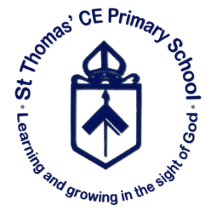 St Thomas' CE Primary School
· Learning and growing in the sight of God ·